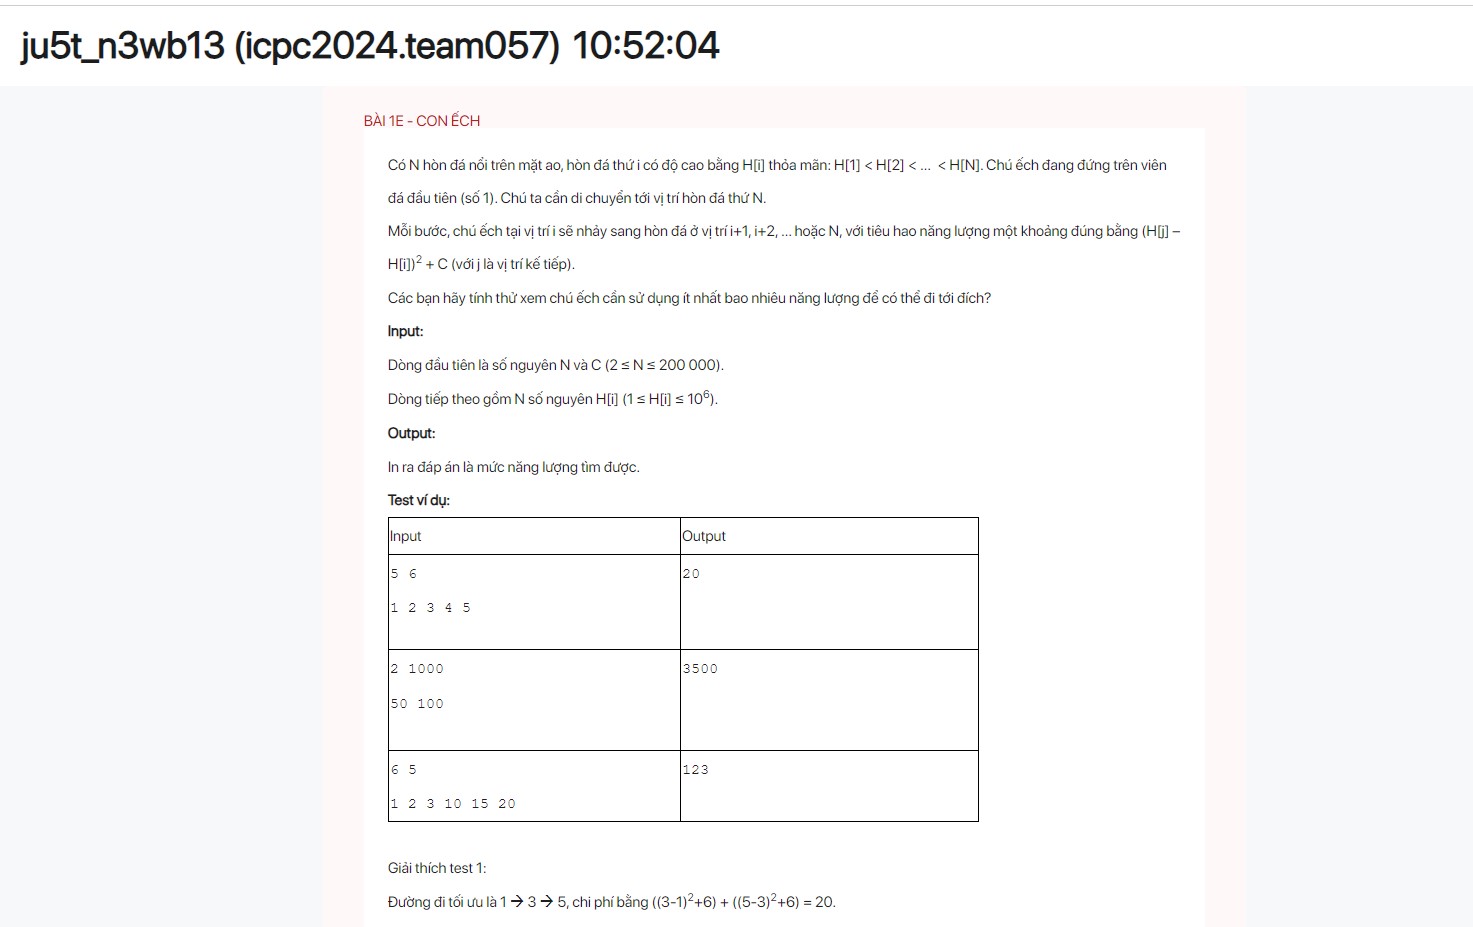 ju5t_n3wb13 (icpc2024.team057) 10:52:04
BÀI 1E - CON ẾCH
Có N hòn đá nổi trên mặt ao, hòn đá thứ i có độ cao bằng H[i] thỏa mãn: H[1] < H[2] < ... < H[N]. Chú ếch đang đứng trên viên
đá đầu tiên (số 1). Chú ta cần di chuyển tới vị trí hòn đá thứ N.
Mỗi bước, chú ếch tại vị trí i sẽ nhảy sang hòn đá ở vị trí i+1, i+2, ... hoặc N, với tiêu hao năng lượng một khoảng đúng bằng (H[j] –
H[i])² + C (với j là vị trí kế tiếp).
Các bạn hãy tính thử xem chú ếch cần sử dụng ít nhất bao nhiêu năng lượng để có thể đi tới đích?
Input:
Dòng đầu tiên là số nguyên N và C (2 ≤ N ≤ 200 000).
Dòng tiếp theo gồm N số nguyên H[i] (1 ≤ H[i] ≤ 10⁶).
Output:
In ra đáp án là mức năng lượng tìm được.
Test ví dụ:
Input Output
5 6 20
1 2 3 4 5
2 1000 3500
50 100
6 5 123
1 2 3 10 15 20
Giải thích test 1:
Đường đi tối ưu là 1 → 3 → 5, chi phí bằng ((3-1)²+6) + ((5-3)²+6) = 20.